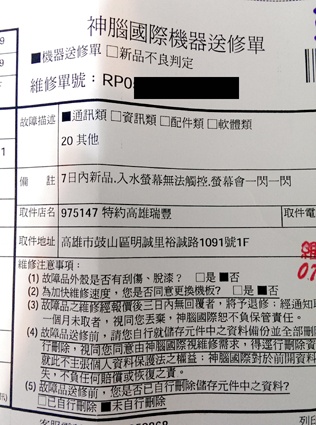 神腦國際機器送修單
■機器送修單 □新品不良判定
維修單號：RP0
故障描述 ■通訊類 □資訊類 □配件類 □軟體類
20 其他
備 註 7日內新品,入水螢幕無法觸控.螢幕會一閃一閃
取件店名 975147 特約高雄瑞豐 取件電
取件地址 高雄市鼓山區明誠里裕誠路1091號1F
維修注意事項：
(1) 故障品外殼是否有刮傷、脫漆？ □是 ■否
(2) 為加快維修速度，您是否同意更換機板？ □是 ■否
(3) 故障品之維修經報價後三日內無回覆者，將予退修；經通知取
一個月未取者，視同您丟棄，神腦國際恕不負保管責任。
(4) 故障品送修前，請您自行就儲存元件中之資料備份並全部刪
行刪除，視同您同意由神腦國際視維修需求，得逕行刪除資
就此不主張個人資料保護法之權益；神腦國際對於前開資料
失，不負任何賠償或恢復之責。
(5) 故障品送修前，您是否已自行刪除儲存元件中之資料？
□已自行刪除 ■未自行刪除
列印